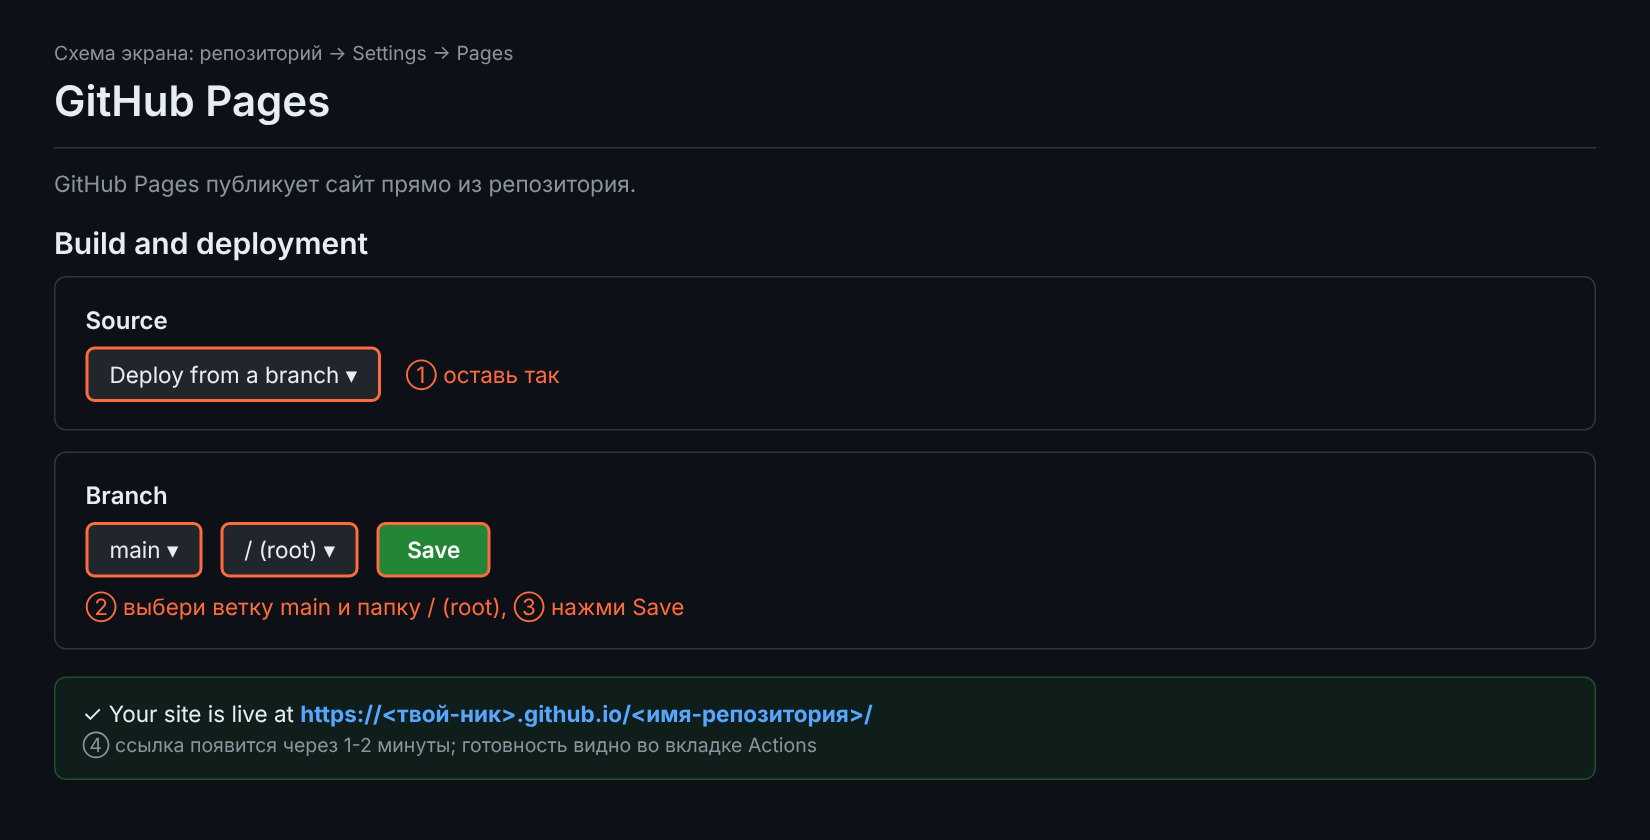 Схема экрана: репозиторий → Settings → Pages
GitHub Pages
GitHub Pages публикует сайт прямо из репозитория.
Build and deployment
Source
Deploy from a branch ▾ ① оставь так
Branch
main ▾ / (root) ▾ Save
② выбери ветку main и папку / (root), ③ нажми Save
✓ Your site is live at https://<твой-ник>.github.io/<имя-репозитория>/
④ ссылка появится через 1-2 минуты; готовность видно во вкладке Actions